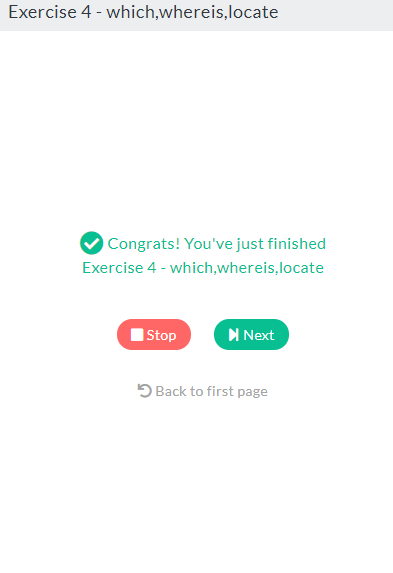 Exercise 4 - which,whereis,locate
Congrats! You've just finished
Exercise 4 - which,whereis,locate
Stop
Next
Back to first page